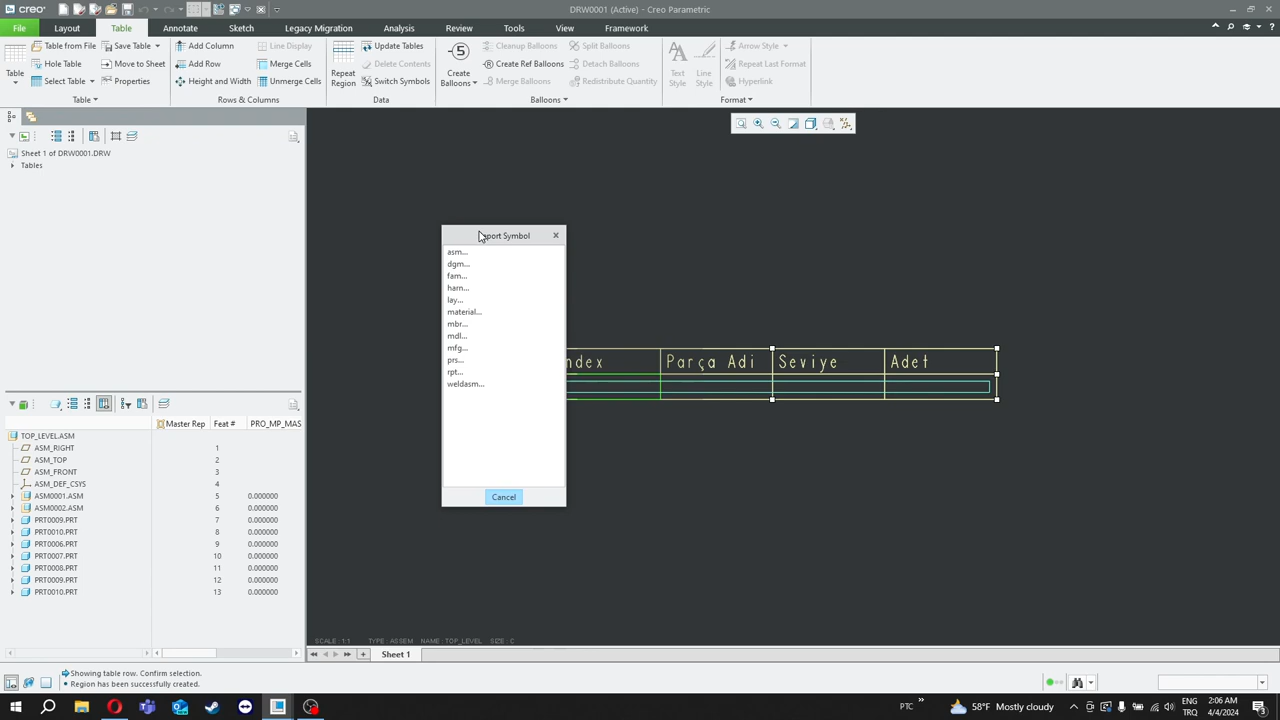 creo
DRW0001 (Active) - Creo Parametric
File Layout Table Annotate Sketch Legacy Migration Analysis Review Tools View Framework
Table from File Save Table Add Column Line Display Update Tables Cleanup Balloons Split Balloons Arrow Style
Hole Table Move to Sheet Add Row Merge Cells Delete Contents Create Ref Balloons Detach Balloons Repeat Last Format
Table Select Table Properties Height and Width Unmerge Cells Repeat Region Switch Symbols Create Balloons Merge Balloons Redistribute Quantity Text Style Line Style Hyperlink
Table Rows & Columns Data Balloons Format
Sheet 1 of DRW0001.DRW
Tables
port Symbol
asm...
dgm...
fam...
harn...
lay...
material...
mbr...
mdl...
mfg...
prs...
rpt...
weldasm...
Cancel
ndex Parça Adi Seviye Adet
Master Rep Feat # PRO_MP_MAS
TOP_LEVEL.ASM
ASM_RIGHT 1
ASM_TOP 2
ASM_FRONT 3
ASM_DEF_CSYS 4
ASM0001.ASM 5 0.000000
ASM0002.ASM 6 0.000000
PRT0009.PRT 7 0.000000
PRT0010.PRT 8 0.000000
PRT0006.PRT 9 0.000000
PRT0007.PRT 10 0.000000
PRT0008.PRT 11 0.000000
PRT0009.PRT 12 0.000000
PRT0010.PRT 13 0.000000
SCALE : 1:1 TYPE : ASSEM NAME : TOP_LEVEL SIZE : C
Sheet 1
Showing table row. Confirm selection.
Region has been successfully created.
PTC 58°F Mostly cloudy ENG TRQ 2:06 AM 4/4/2024